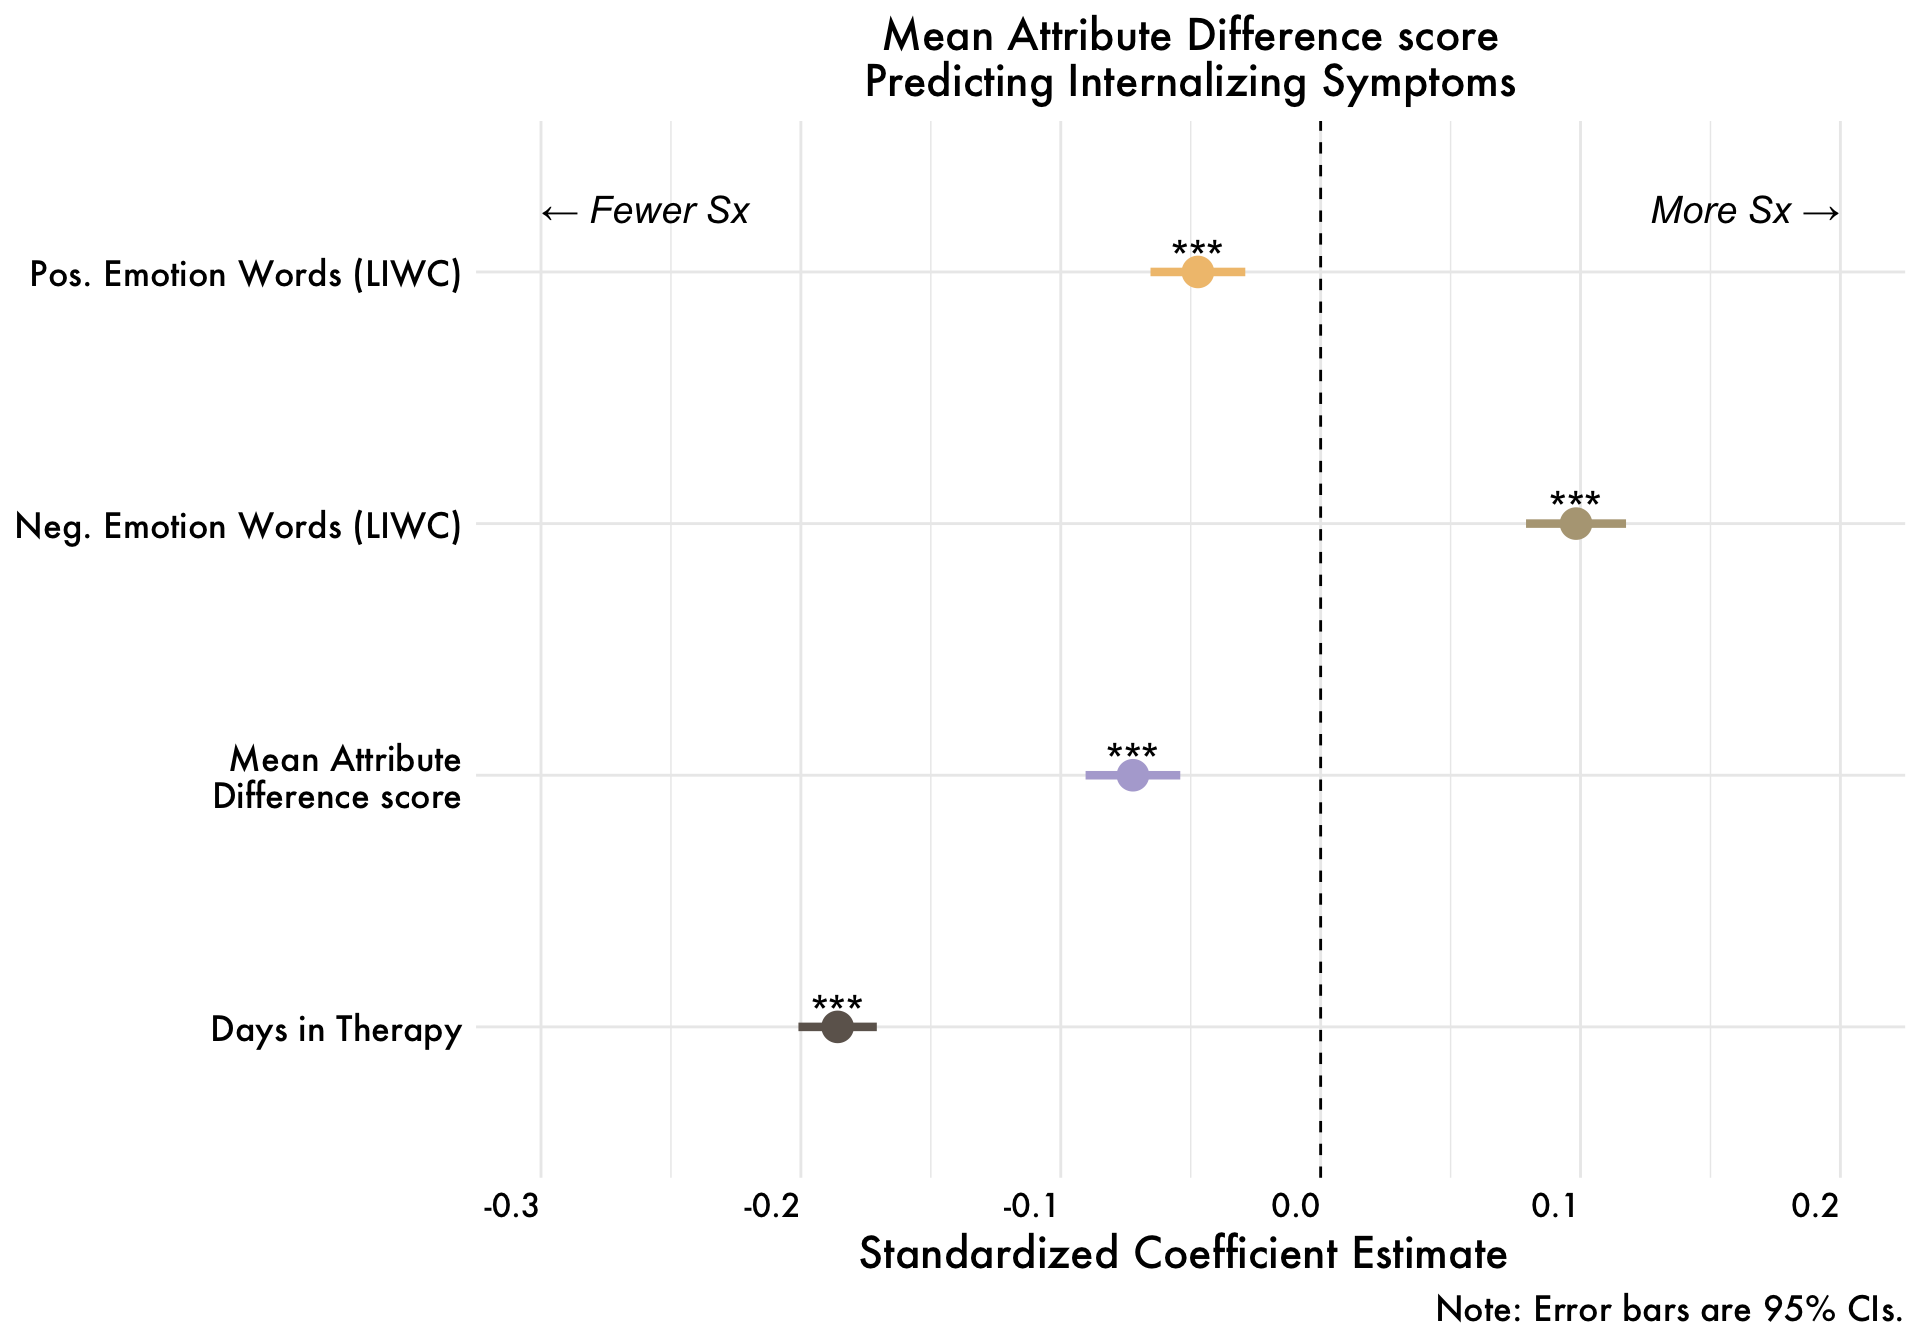 Mean Attribute Difference score
Predicting Internalizing Symptoms
← Fewer Sx
More Sx →
***
Pos. Emotion Words (LIWC)
***
Neg. Emotion Words (LIWC)
***
Mean Attribute
Difference score
***
Days in Therapy
-0.3 -0.2 -0.1 0.0 0.1 0.2
Standardized Coefficient Estimate
Note: Error bars are 95% CIs.